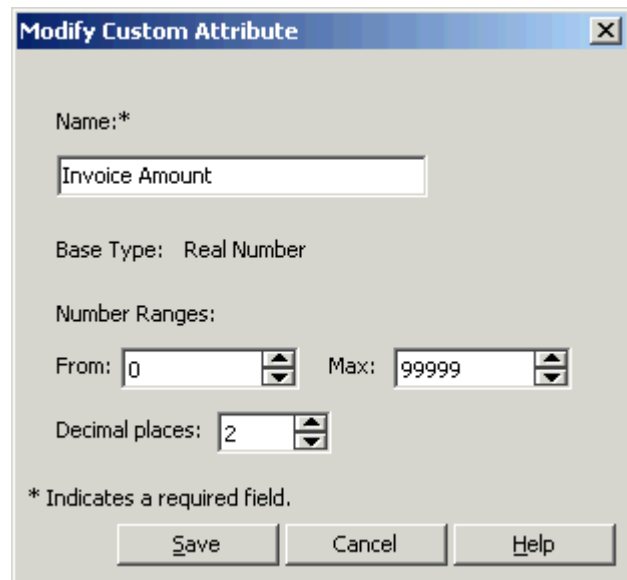 Modify Custom Attribute
Name:*
Invoice Amount
Base Type: Real Number
Number Ranges:
From: 0 Max: 99999
Decimal places: 2
* Indicates a required field.
Save Cancel Help